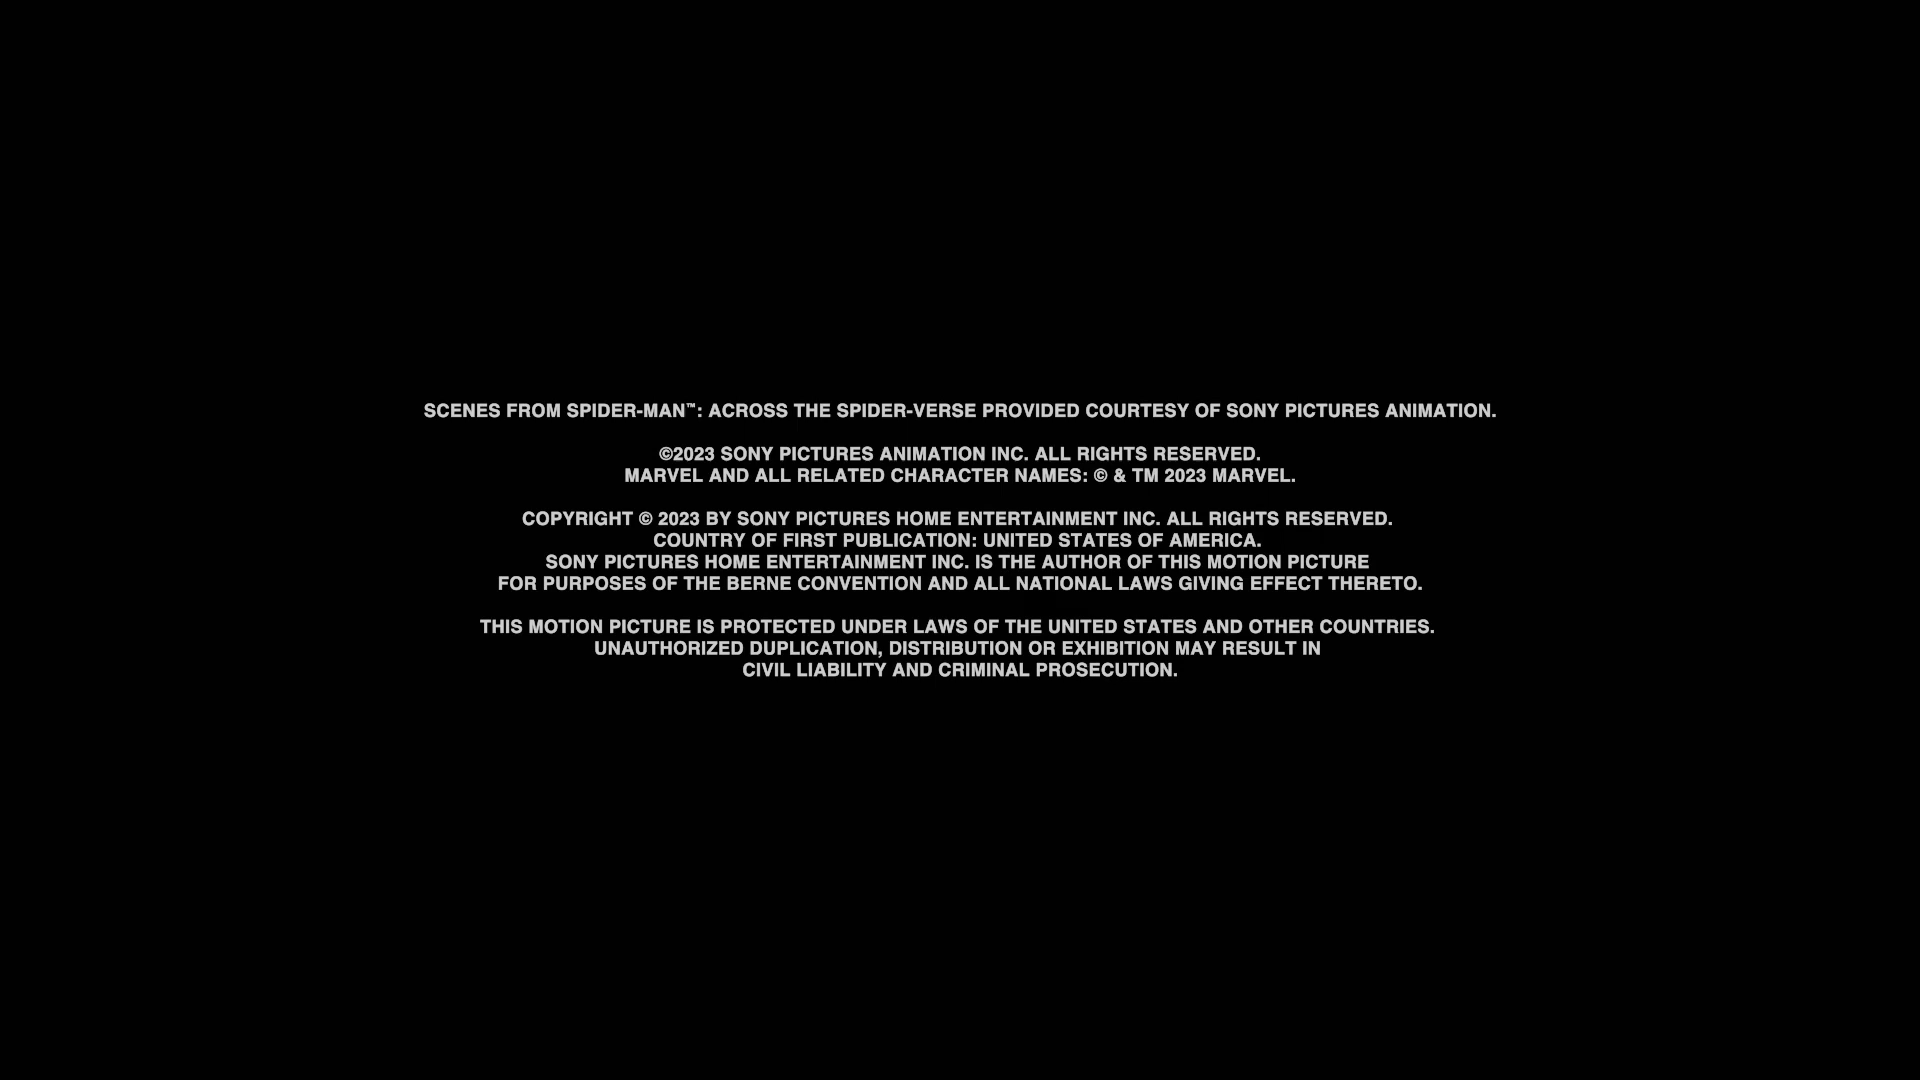 SCENES FROM SPIDER-MAN™: ACROSS THE SPIDER-VERSE PROVIDED COURTESY OF SONY PICTURES ANIMATION.
©2023 SONY PICTURES ANIMATION INC. ALL RIGHTS RESERVED.
MARVEL AND ALL RELATED CHARACTER NAMES: © & TM 2023 MARVEL.
COPYRIGHT © 2023 BY SONY PICTURES HOME ENTERTAINMENT INC. ALL RIGHTS RESERVED.
COUNTRY OF FIRST PUBLICATION: UNITED STATES OF AMERICA.
SONY PICTURES HOME ENTERTAINMENT INC. IS THE AUTHOR OF THIS MOTION PICTURE
FOR PURPOSES OF THE BERNE CONVENTION AND ALL NATIONAL LAWS GIVING EFFECT THERETO.
THIS MOTION PICTURE IS PROTECTED UNDER LAWS OF THE UNITED STATES AND OTHER COUNTRIES.
UNAUTHORIZED DUPLICATION, DISTRIBUTION OR EXHIBITION MAY RESULT IN
CIVIL LIABILITY AND CRIMINAL PROSECUTION.